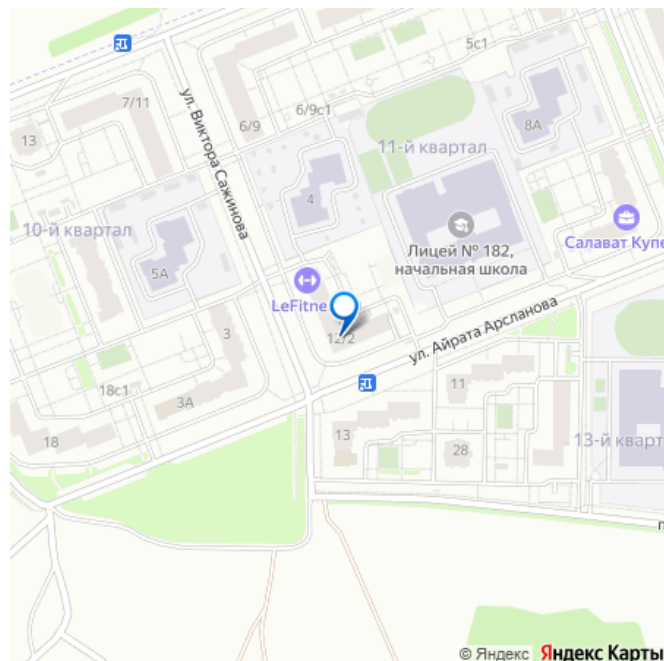 5с1
7/11
6/9с1
6/9
8А
13
ул. Виктора Сажинова
11-й квартал
4
10-й квартал
Лицей № 182,
начальная школа
Салават Купе
5А
LeFitne
ул. Айрата Арсланова
3
12/2
18с1
3А
11
18
13
28
13-й кварт
п
© Яндекс Яндекс Карты